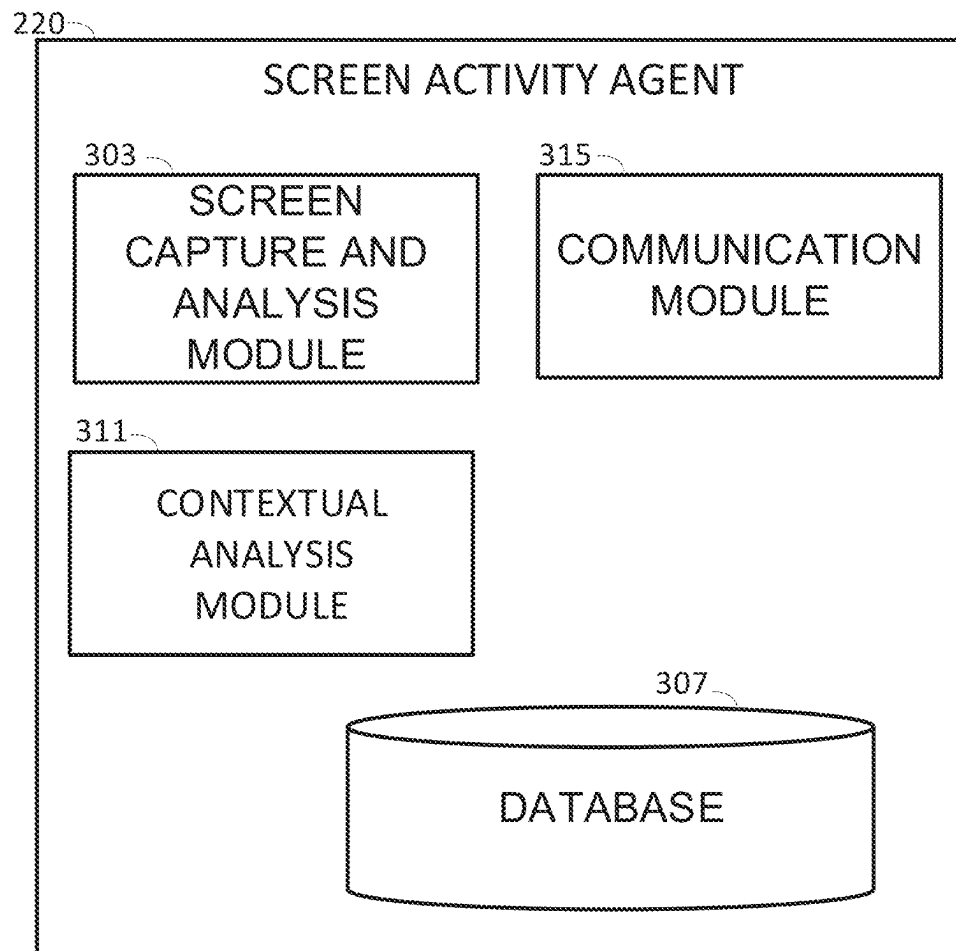 220
SCREEN ACTIVITY AGENT
303
SCREEN
CAPTURE AND
ANALYSIS
MODULE
315
COMMUNICATION
MODULE
311
CONTEXTUAL
ANALYSIS
MODULE
307
DATABASE